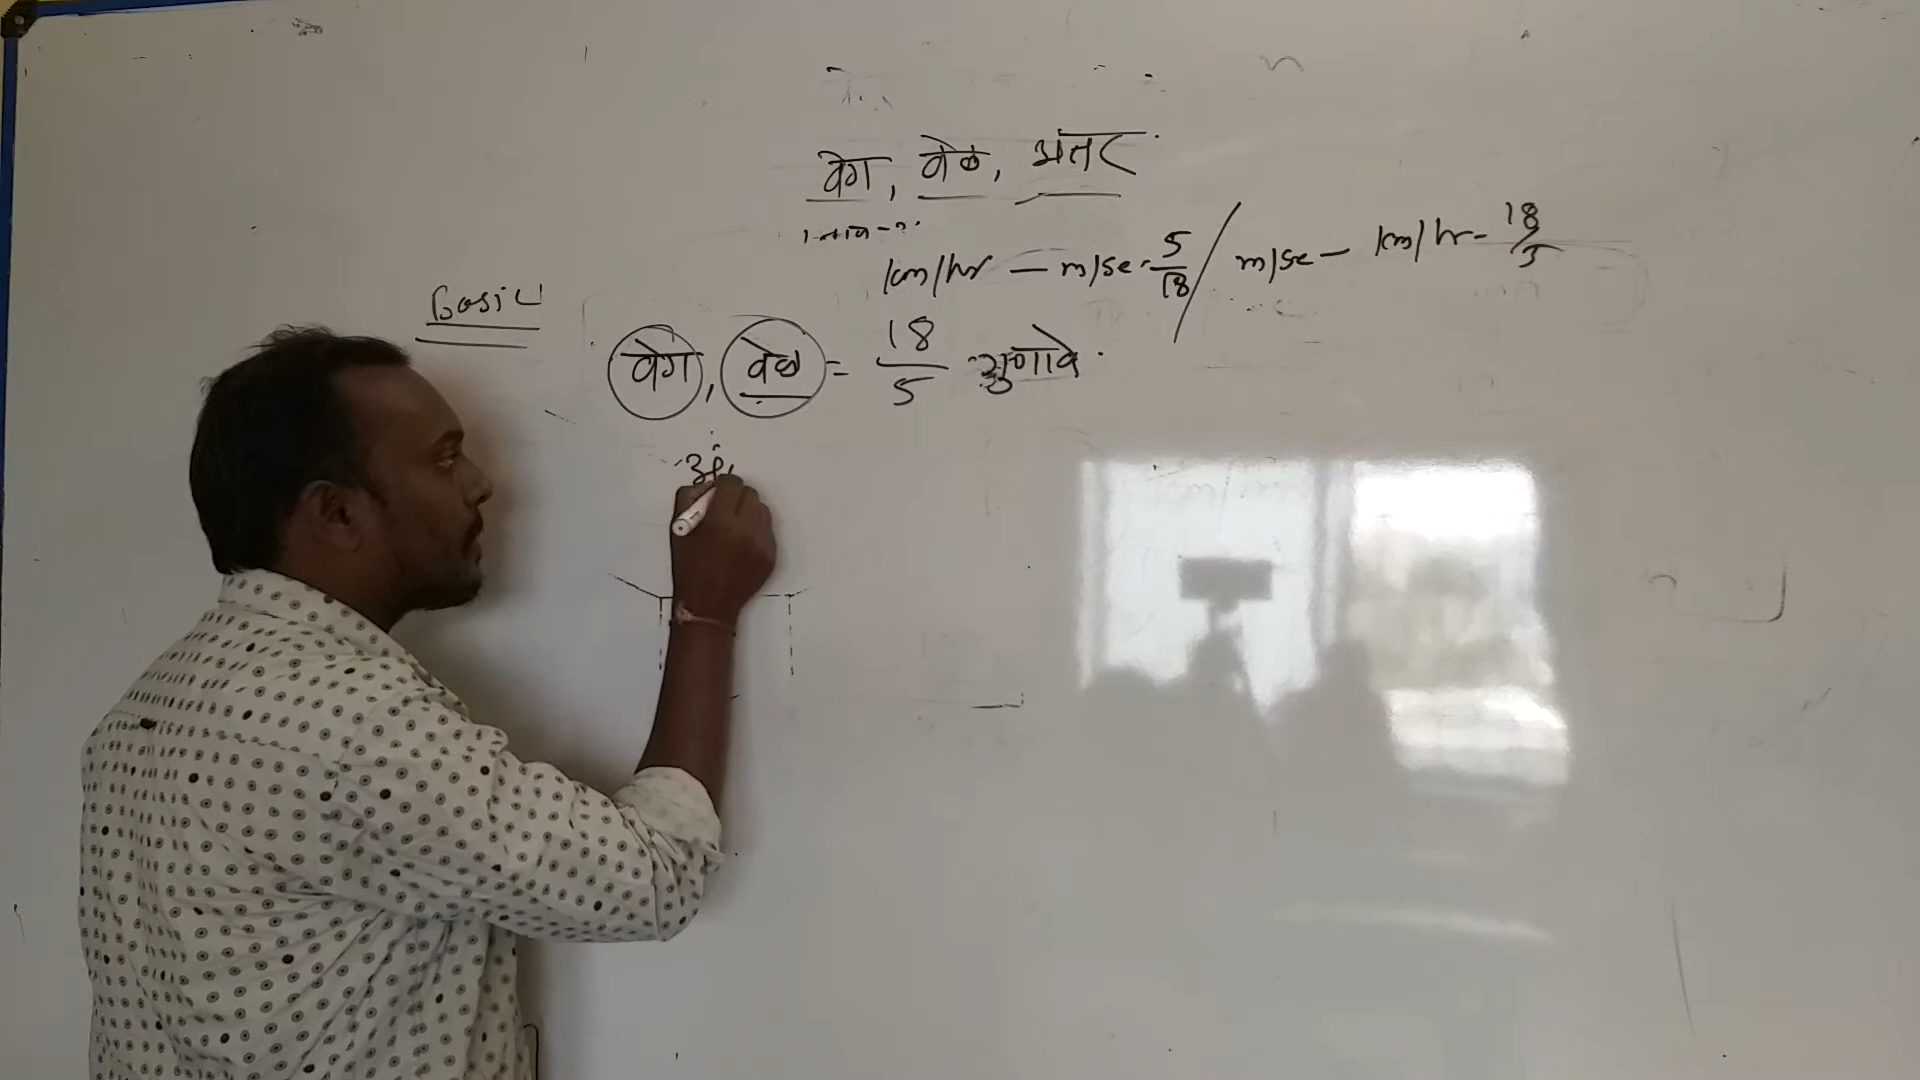 वेग, वेळ, अंतर
km/hr — m/se - 5/18 / m/se — km/hr - 18/5
Basic
वेग, वेळ = 18/5 गुणावे.